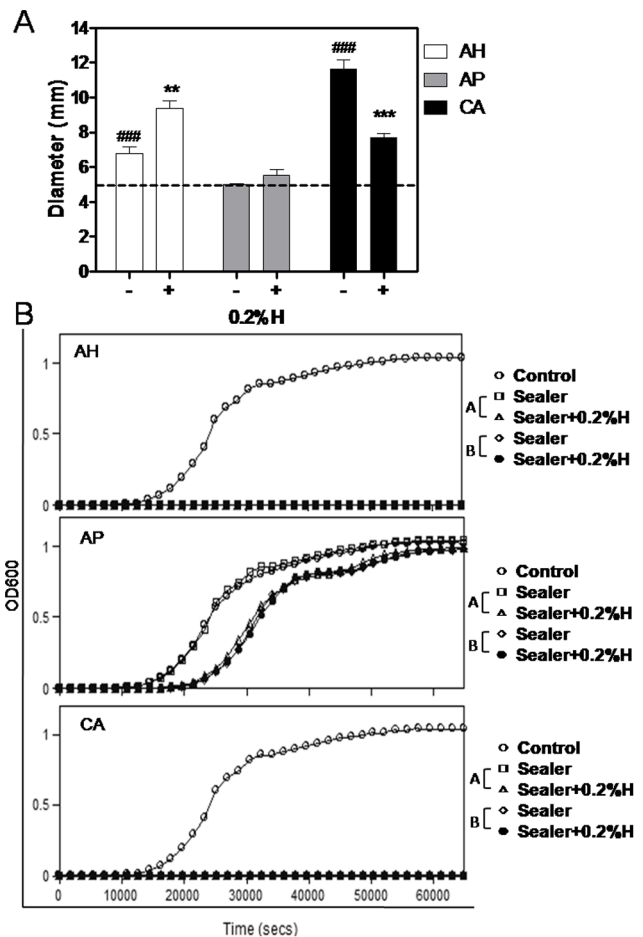 A
14
12
10
8
6
4
2
0
Diameter (mm)
###
**
###
***
AH
AP
CA
- + - + - +
0.2%H
B
OD600
AH
1
0.5
0
Control
A Sealer
Sealer+0.2%H
B Sealer
Sealer+0.2%H
AP
1
0.5
0
Control
A Sealer
Sealer+0.2%H
B Sealer
Sealer+0.2%H
CA
1
0.5
0
Control
A Sealer
Sealer+0.2%H
B Sealer
Sealer+0.2%H
0 10000 20000 30000 40000 50000 60000
Time (secs)